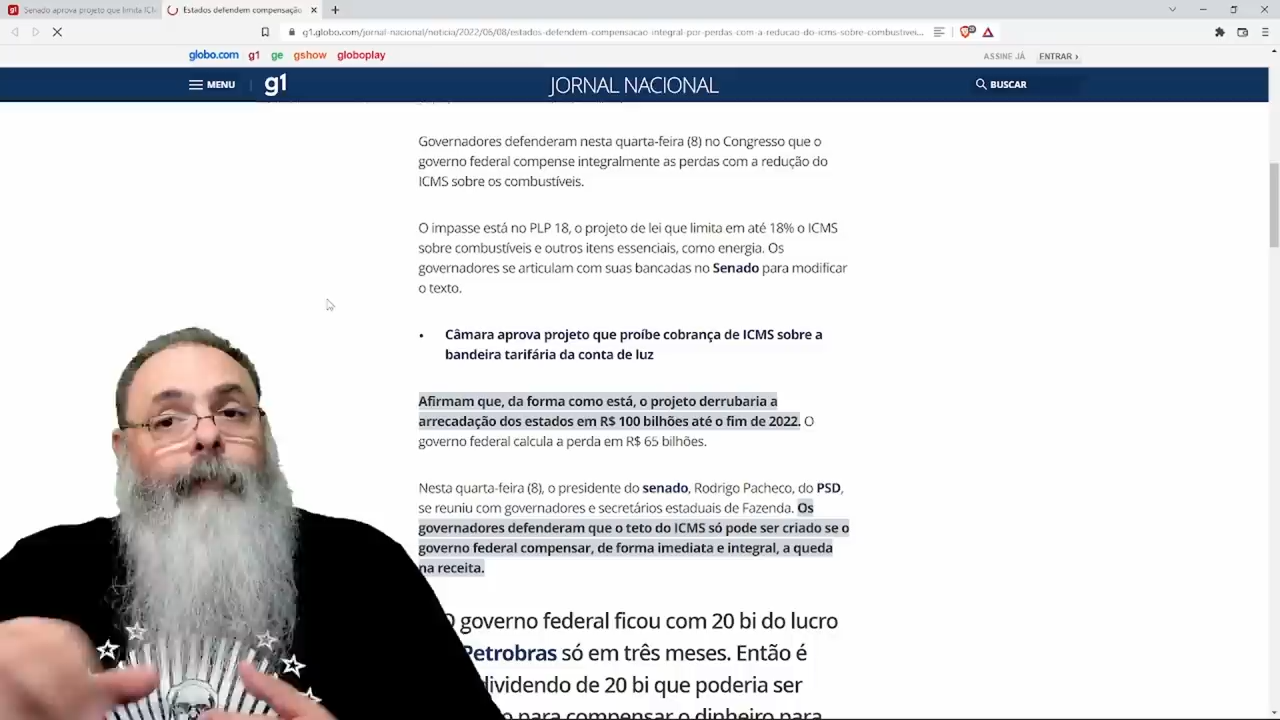 Senado aprova projeto que limita ICM
Estados defendem compensação
g1.globo.com/jornal-nacional/noticia/2022/06/08/estados-defendem-compensacao-integral-por-perdas-com-a-reducao-do-icms-sobre-combustivei...
globo.com g1 ge gshow globoplay ASSINE JÁ ENTRAR ›
MENU g1 JORNAL NACIONAL BUSCAR
Governadores defenderam nesta quarta-feira (8) no Congresso que o
governo federal compense integralmente as perdas com a redução do
ICMS sobre os combustíveis.
O impasse está no PLP 18, o projeto de lei que limita em até 18% o ICMS
sobre combustíveis e outros itens essenciais, como energia. Os
governadores se articulam com suas bancadas no Senado para modificar
o texto.
• Câmara aprova projeto que proíbe cobrança de ICMS sobre a
bandeira tarifária da conta de luz
Afirmam que, da forma como está, o projeto derrubaria a
arrecadação dos estados em R$ 100 bilhões até o fim de 2022. O
governo federal calcula a perda em R$ 65 bilhões.
Nesta quarta-feira (8), o presidente do senado, Rodrigo Pacheco, do PSD,
se reuniu com governadores e secretários estaduais de Fazenda. Os
governadores defenderam que o teto do ICMS só pode ser criado se o
governo federal compensar, de forma imediata e integral, a queda
na receita.
O governo federal ficou com 20 bi do lucro
Petrobras só em três meses. Então é
dividendo de 20 bi que poderia ser
para compensar o dinheiro para